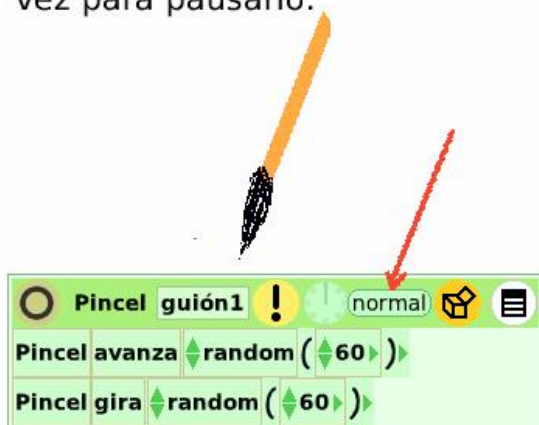 vez para pausarlo.
Pincel guión1 ! normal
Pincel avanza random ( 60 )
Pincel gira random ( 60 )